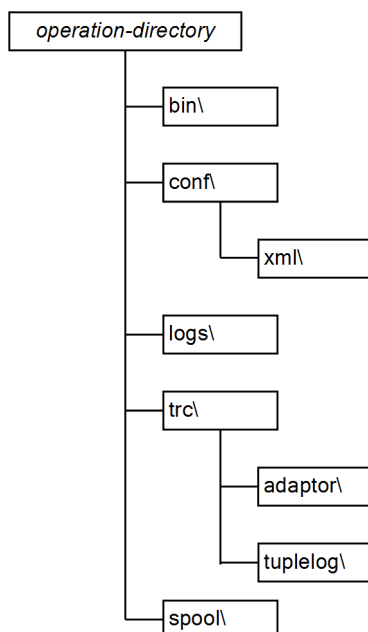 operation-directory
bin\
conf\
xml\
logs\
trc\
adaptor\
tuplelog\
spool\